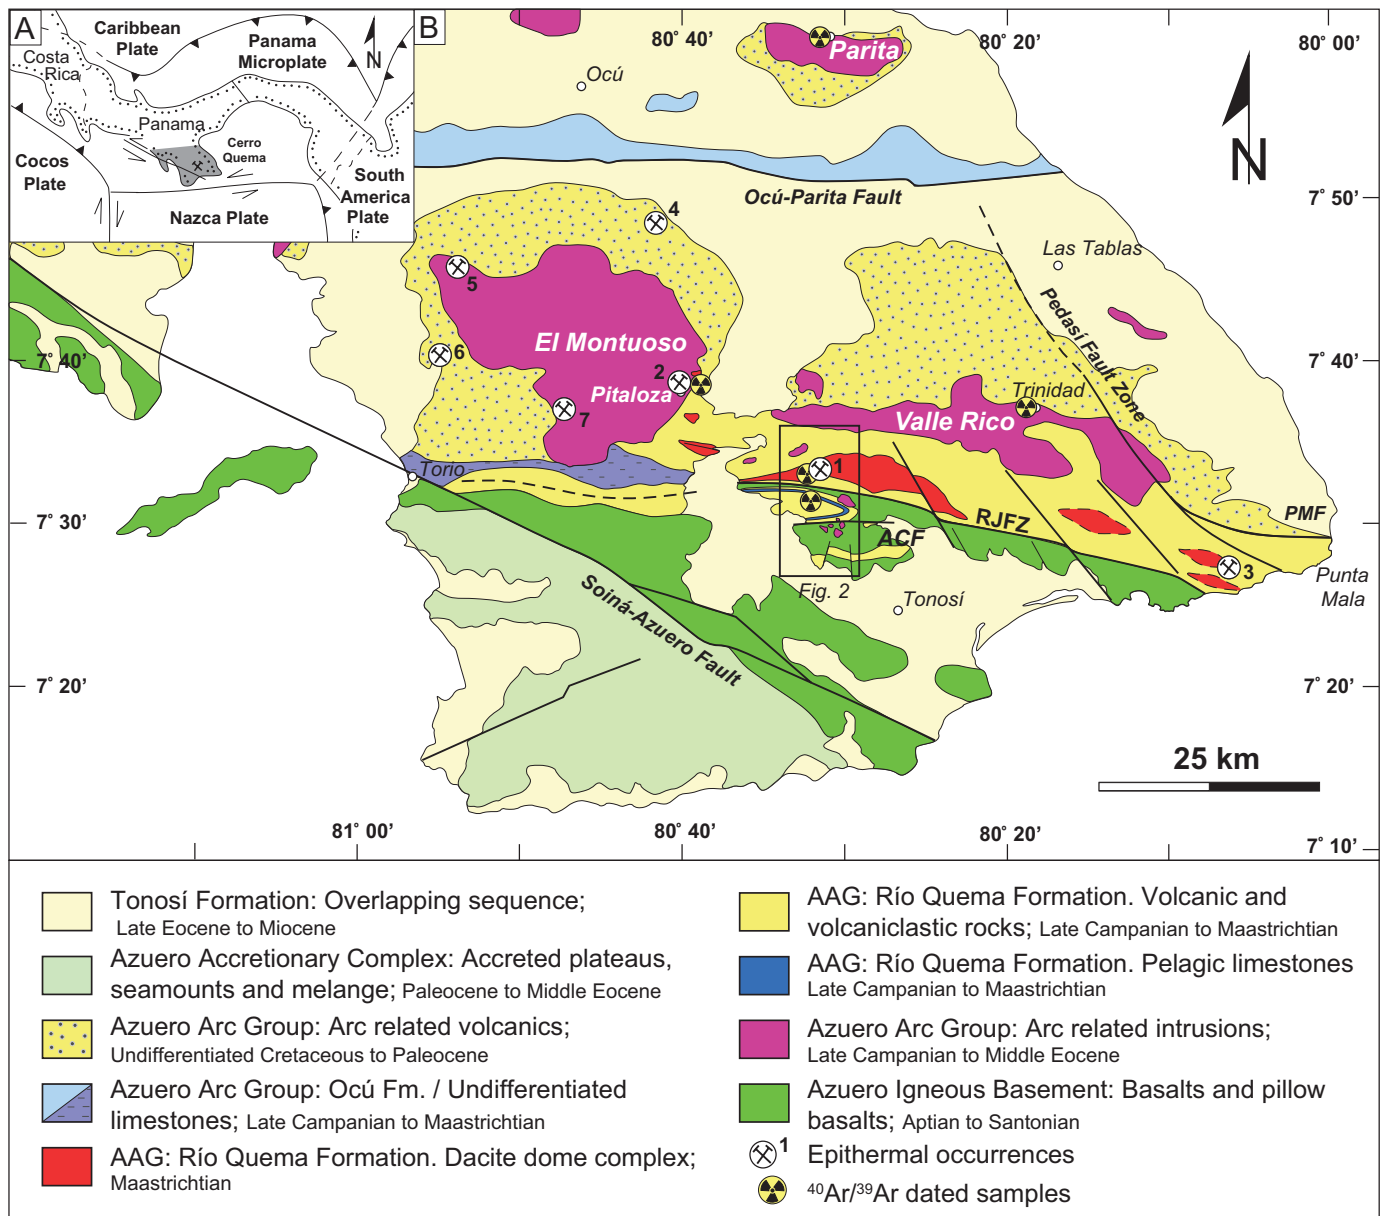 A
Caribbean
Plate
Panama
Microplate
N
Costa
Rica
Panama
Cerro
Quema
Cocos
Plate
South
America
Plate
Nazca Plate
B
80° 40’
80° 20’
80° 00’
Parita
Ocú
N
Ocú-Parita Fault
7° 50’
4
Las Tablas
5
Pedasí Fault Zone
El Montuoso
6
7° 40’
7° 40’
2
Pitaloza
Trinidad
7
Valle Rico
Torio
1
7° 30’
7° 30’
RJFZ
PMF
ACF
3
Punta
Mala
Fig. 2
Tonosí
Soiná-Azuero Fault
7° 20’
7° 20’
25 km
81° 00’
80° 40’
80° 20’
7° 10’
Tonosí Formation: Overlapping sequence;
Late Eocene to Miocene
Azuero Accretionary Complex: Accreted plateaus,
seamounts and melange; Paleocene to Middle Eocene
Azuero Arc Group: Arc related volcanics;
Undifferentiated Cretaceous to Paleocene
Azuero Arc Group: Ocú Fm. / Undifferentiated
limestones; Late Campanian to Maastrichtian
AAG: Río Quema Formation. Dacite dome complex;
Maastrichtian
AAG: Río Quema Formation. Volcanic and
volcaniclastic rocks; Late Campanian to Maastrichtian
AAG: Río Quema Formation. Pelagic limestones
Late Campanian to Maastrichtian
Azuero Arc Group: Arc related intrusions;
Late Campanian to Middle Eocene
Azuero Igneous Basement: Basalts and pillow
basalts; Aptian to Santonian
1 Epithermal occurrences
⁴⁰Ar/³⁹Ar dated samples